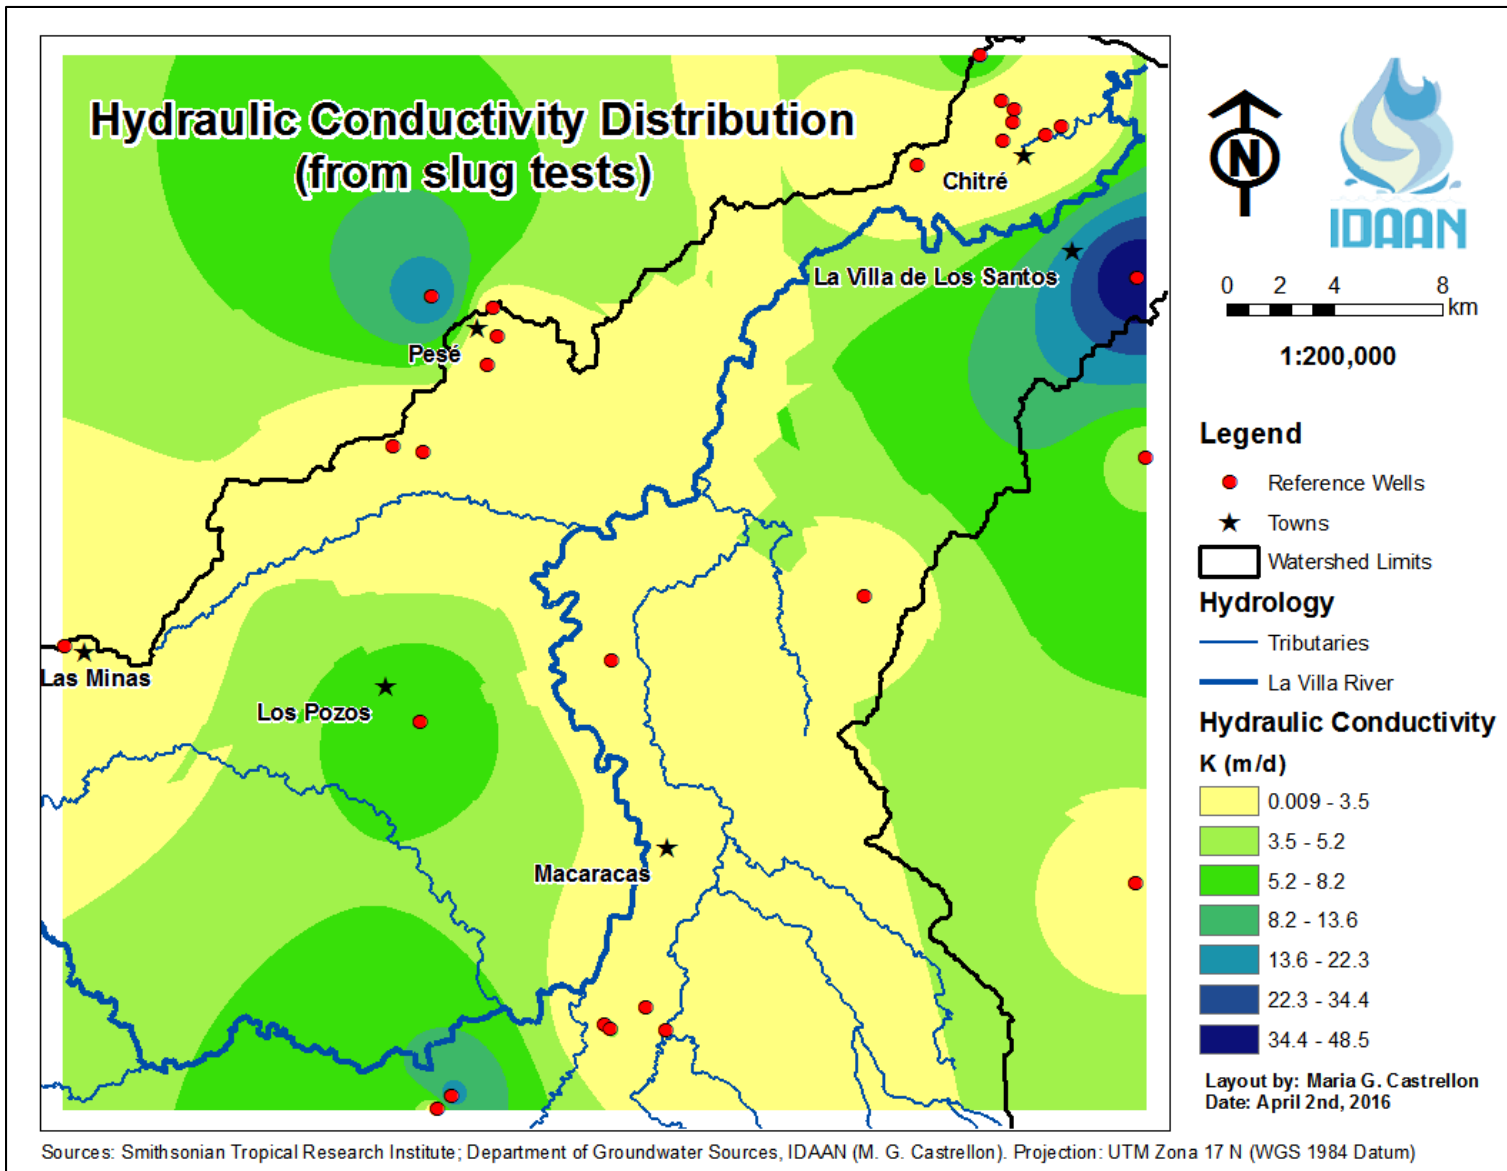 Hydraulic Conductivity Distribution
(from slug tests)
Chitré
La Villa de Los Santos
Pesé
Las Minas
Los Pozos
Macaracas
N
IDAAN
0 2 4 8
km
1:200,000
Legend
Reference Wells
Towns
Watershed Limits
Hydrology
Tributaries
La Villa River
Hydraulic Conductivity
K (m/d)
0.009 - 3.5
3.5 - 5.2
5.2 - 8.2
8.2 - 13.6
13.6 - 22.3
22.3 - 34.4
34.4 - 48.5
Layout by: Maria G. Castrellon
Date: April 2nd, 2016
Sources: Smithsonian Tropical Research Institute; Department of Groundwater Sources, IDAAN (M. G. Castrellon). Projection: UTM Zona 17 N (WGS 1984 Datum)